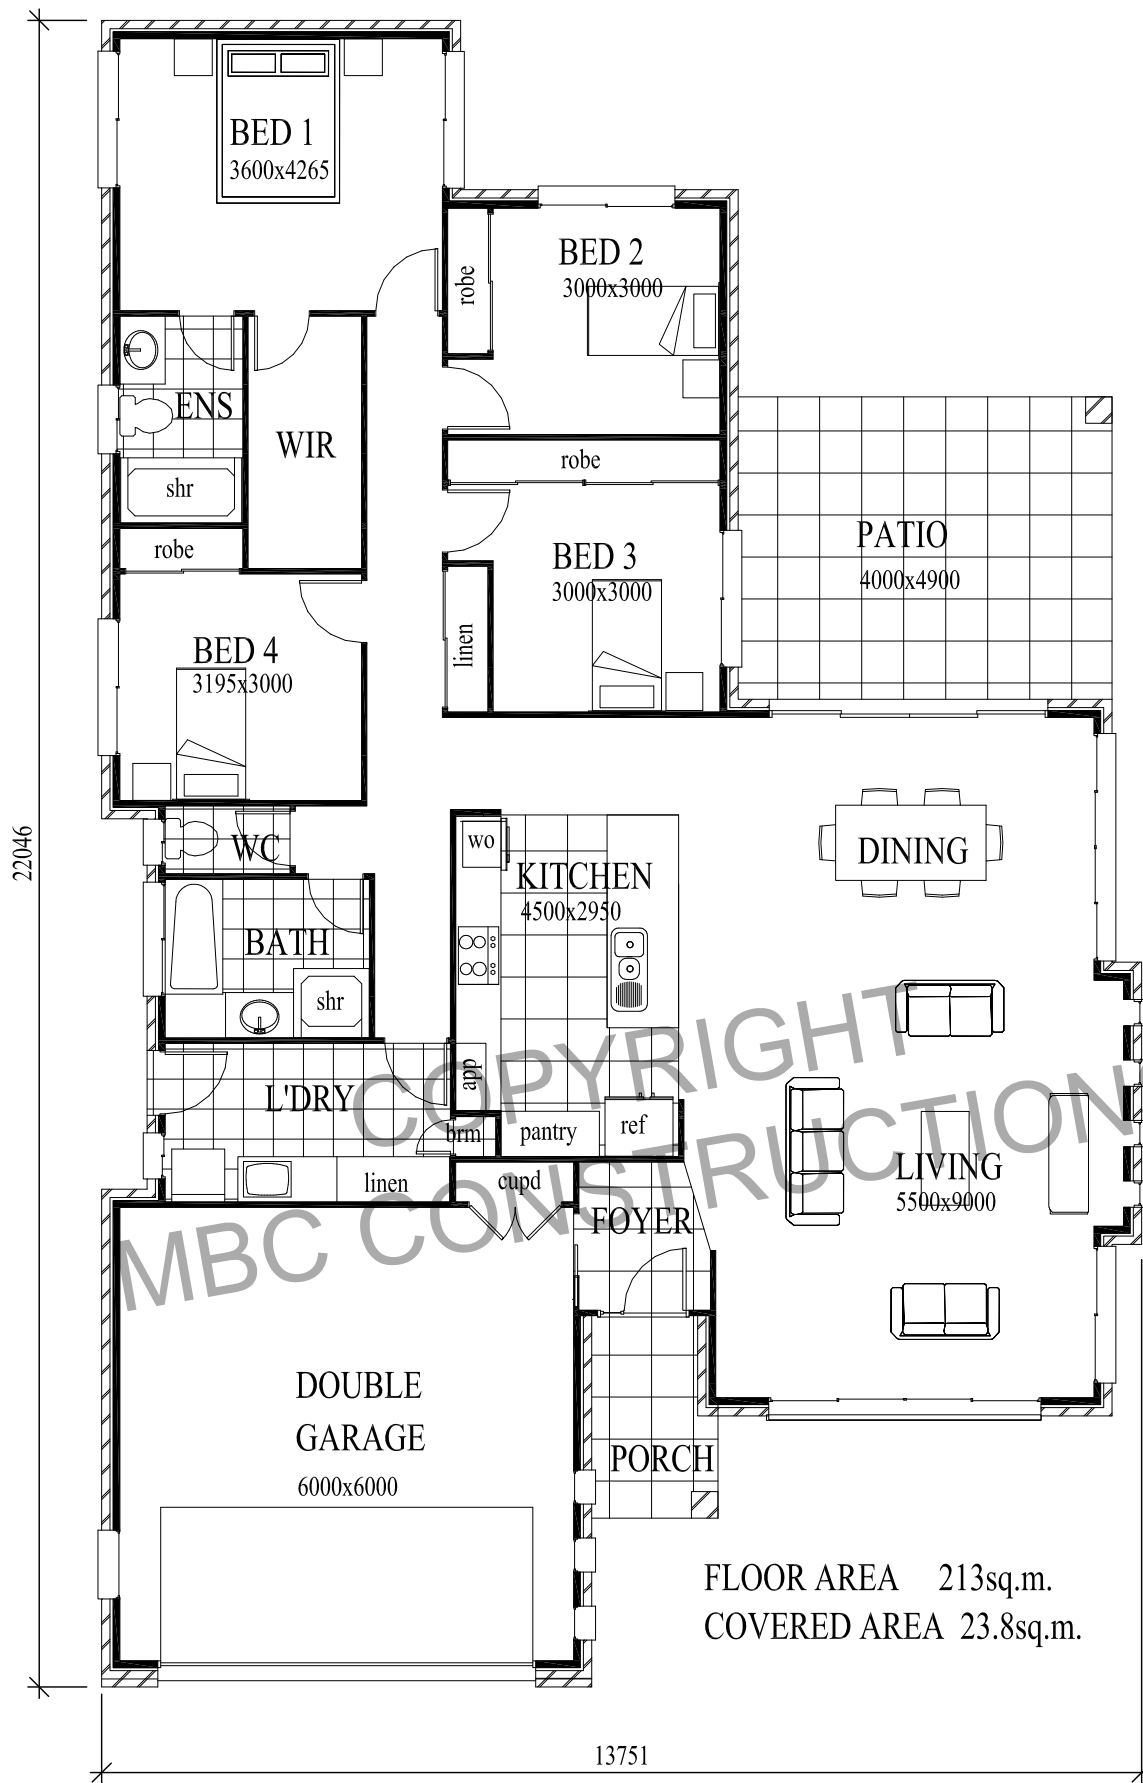 BED 1
3600x4265
BED 2
3000x3000
robe
ENS
WIR
shr
robe
robe
BED 3
3000x3000
PATIO
4000x4900
linen
BED 4
3195x3000
22046
WC
wo
KITCHEN
4500x2950
DINING
BATH
shr
L'DRY
app
brm
pantry
ref
linen
cupd
FOYER
LIVING
5500x9000
COPYRIGHT
MBC CONSTRUCTIONS
DOUBLE
GARAGE
6000x6000
PORCH
FLOOR AREA 213sq.m.
COVERED AREA 23.8sq.m.
13751